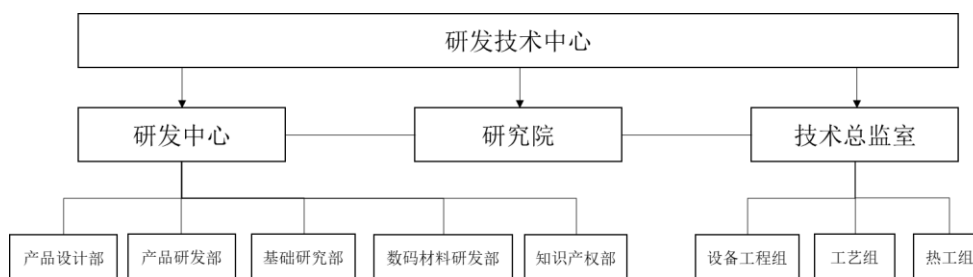 研发技术中心
研发中心
研究院
技术总监室
产品设计部
产品研发部
基础研究部
数码材料研发部
知识产权部
设备工程组
工艺组
热工组